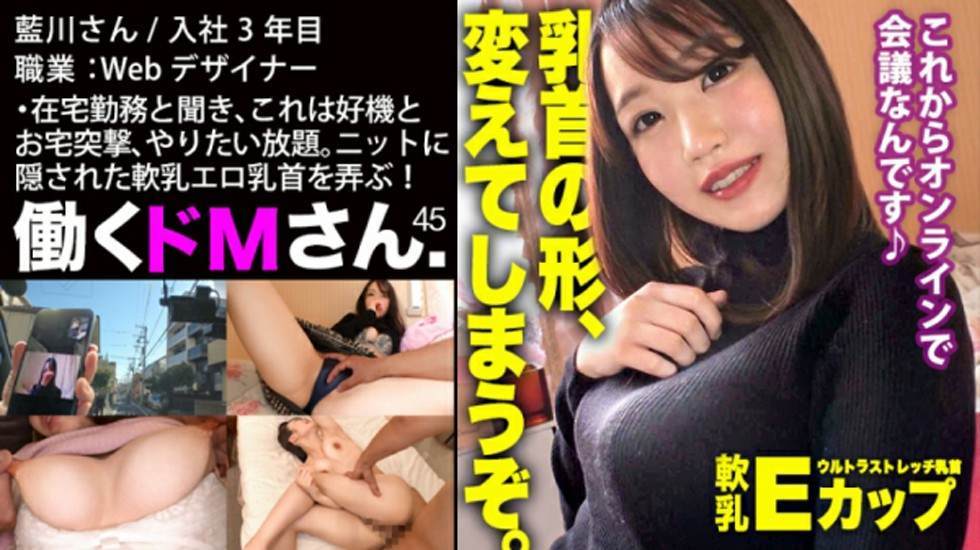 藍川さん / 入社3年目
職業：Webデザイナー
・在宅勤務と聞き、これは好機と
お宅突撃、やりたい放題。ニットに
隠された軟乳エロ乳首を弄ぶ！
働くドMさん.45
乳首の形、
変えてしまうぞ。
これからオンラインで
会議なんです♪
軟乳
Eカップ
ウルトラストレッチ乳首